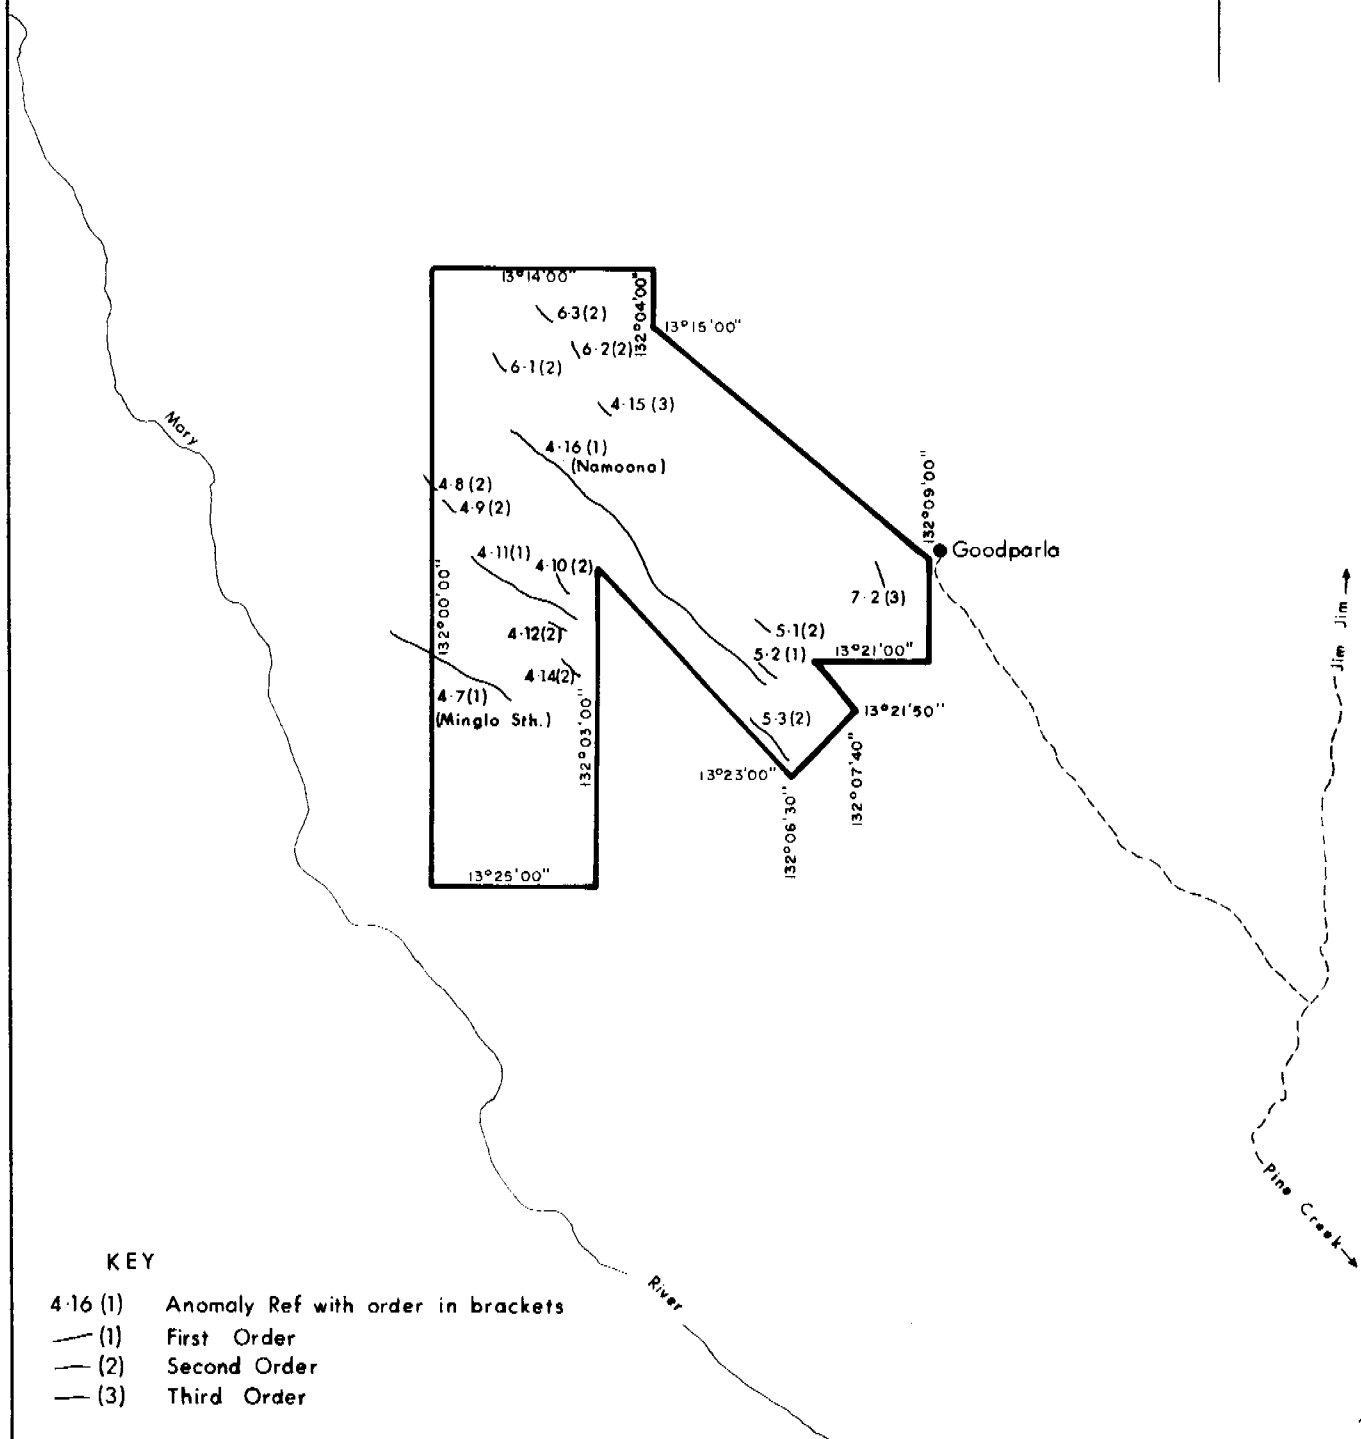 13°14'00"
132°04'00"
6·3(2)
13°15'00"
6·2(2)
6·1(2)
4·15(3)
Mary
4·16(1)
(Namoona)
4·8(2)
4·9(2)
132°09'00"
Goodparla
4·11(1)
4·10(2)
132°00'00"
7·2(3)
Jim Jim
4·12(2)
5·1(2)
5·2(1)
13°21'00"
4·14(2)
4·7(1)
(Minglo Sth.)
132°03'00"
5·3(2)
13°21'50"
13°23'00"
132°07'40"
132°06'30"
13°25'00"
Pine Creek
River
KEY
4·16(1) Anomaly Ref with order in brackets
(1) First Order
(2) Second Order
(3) Third Order